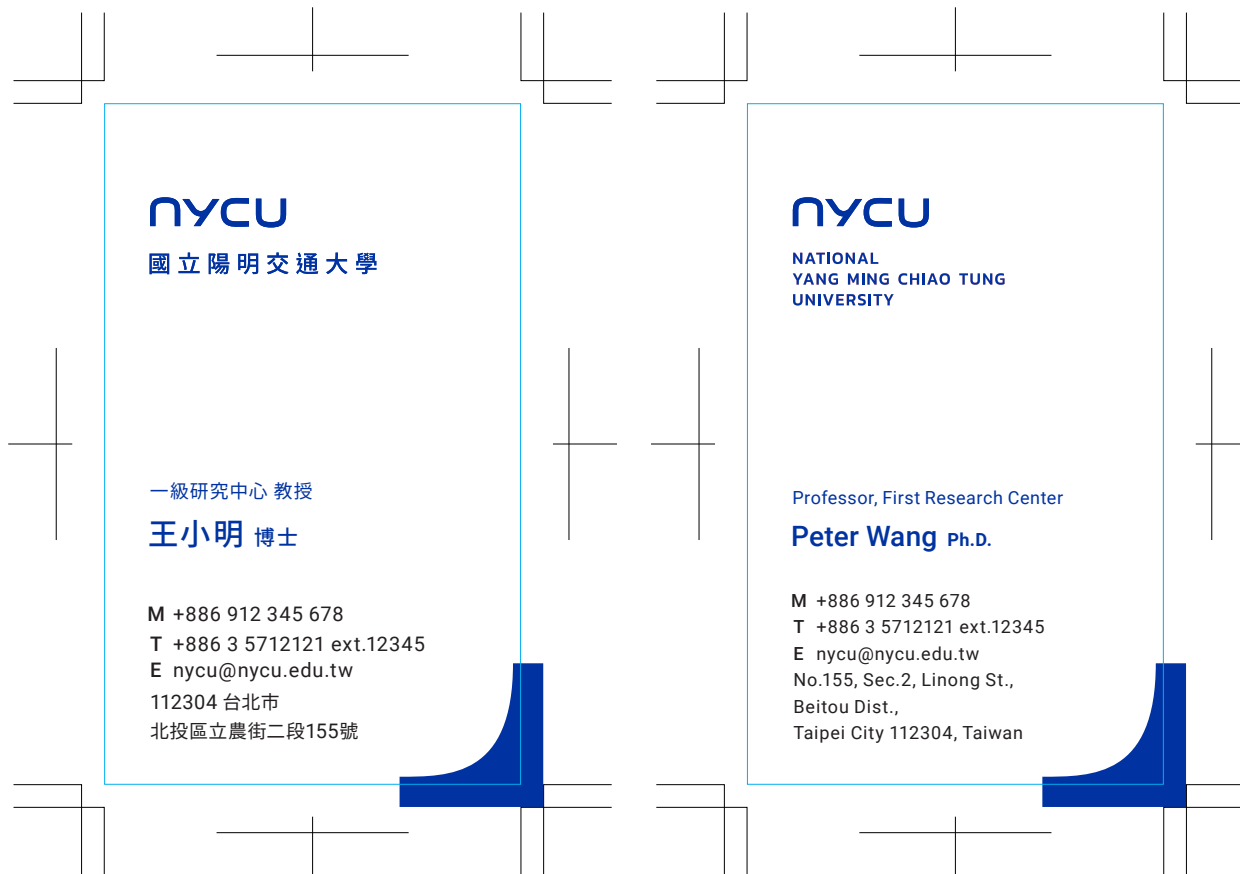 NYCU
國立陽明交通大學
一級研究中心 教授
王小明 博士
M +886 912 345 678
T +886 3 5712121 ext.12345
E nycu@nycu.edu.tw
112304 台北市
北投區立農街二段155號
NYCU
NATIONAL
YANG MING CHIAO TUNG
UNIVERSITY
Professor, First Research Center
Peter Wang Ph.D.
M +886 912 345 678
T +886 3 5712121 ext.12345
E nycu@nycu.edu.tw
No.155, Sec.2, Linong St.,
Beitou Dist.,
Taipei City 112304, Taiwan